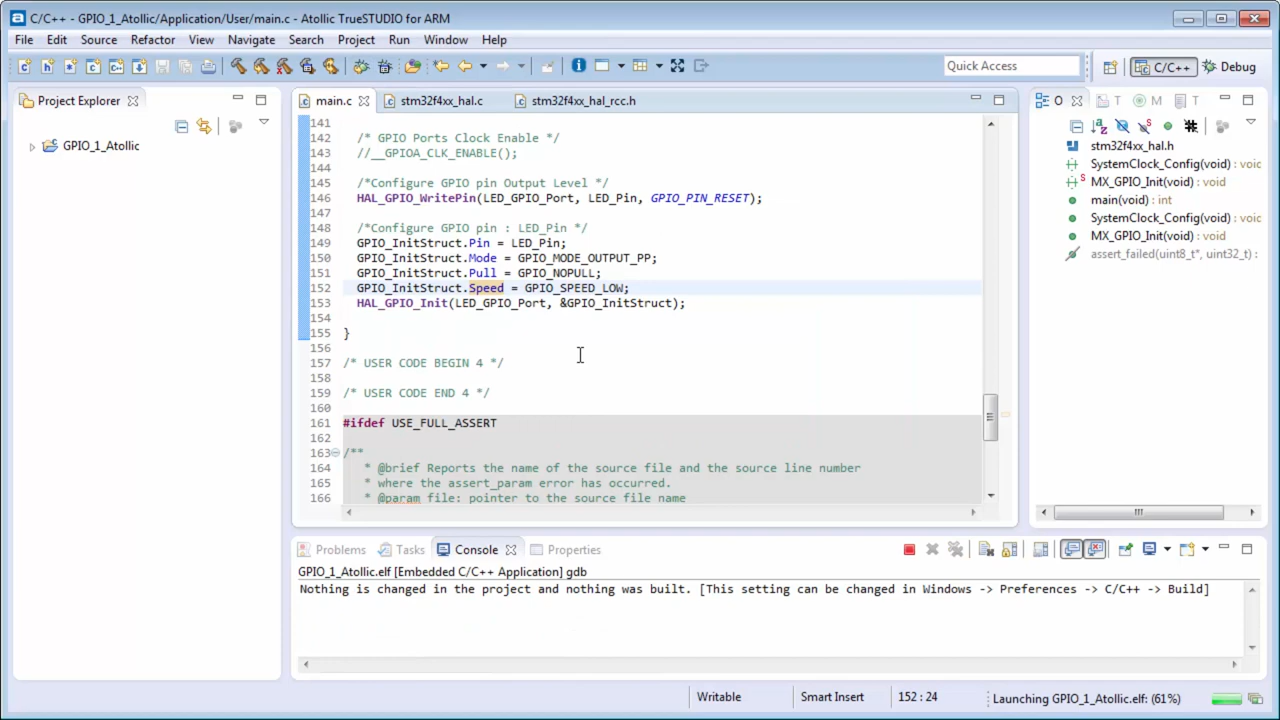 C/C++ - GPIO_1_Atollic/Application/User/main.c - Atollic TrueSTUDIO for ARM
File Edit Source Refactor View Navigate Search Project Run Window Help
Quick Access
C/C++
Debug
Project Explorer
GPIO_1_Atollic
main.c
stm32f4xx_hal.c
stm32f4xx_hal_rcc.h
141
142 /* GPIO Ports Clock Enable */
143 //__GPIOA_CLK_ENABLE();
144
145 /*Configure GPIO pin Output Level */
146 HAL_GPIO_WritePin(LED_GPIO_Port, LED_Pin, GPIO_PIN_RESET);
147
148 /*Configure GPIO pin : LED_Pin */
149 GPIO_InitStruct.Pin = LED_Pin;
150 GPIO_InitStruct.Mode = GPIO_MODE_OUTPUT_PP;
151 GPIO_InitStruct.Pull = GPIO_NOPULL;
152 GPIO_InitStruct.Speed = GPIO_SPEED_LOW;
153 HAL_GPIO_Init(LED_GPIO_Port, &GPIO_InitStruct);
154
155 }
156
157 /* USER CODE BEGIN 4 */
158
159 /* USER CODE END 4 */
160
161 #ifdef USE_FULL_ASSERT
162
163 /**
164 * @brief Reports the name of the source file and the source line number
165 * where the assert_param error has occurred.
166 * @param file: pointer to the source file name
O T M T
stm32f4xx_hal.h
SystemClock_Config(void) : voic
MX_GPIO_Init(void) : void
main(void) : int
SystemClock_Config(void) : voic
MX_GPIO_Init(void) : void
assert_failed(uint8_t*, uint32_t) :
Problems
Tasks
Console
Properties
GPIO_1_Atollic.elf [Embedded C/C++ Application] gdb
Nothing is changed in the project and nothing was built. [This setting can be changed in Windows -> Preferences -> C/C++ -> Build]
Writable
Smart Insert
152 : 24
Launching GPIO_1_Atollic.elf: (61%)